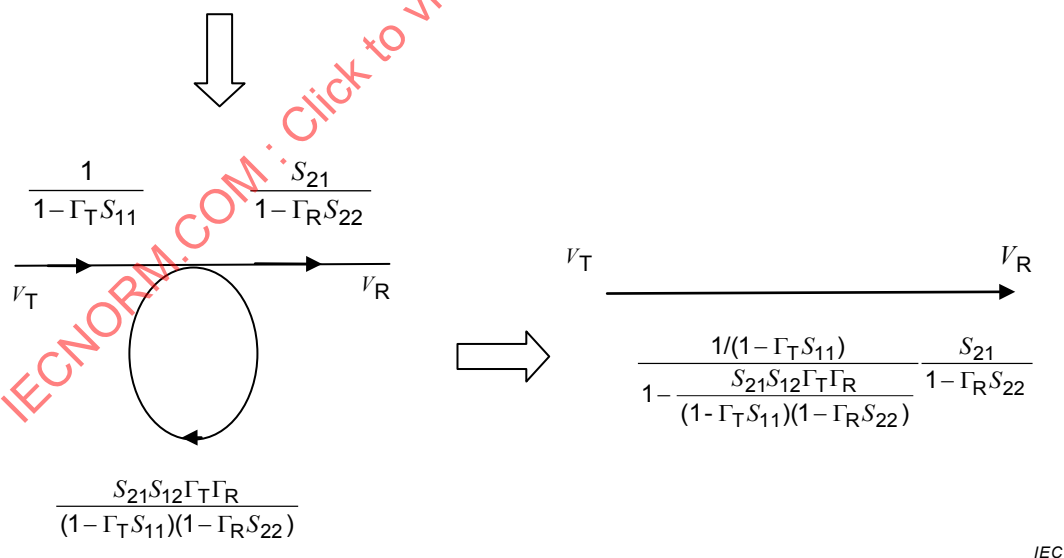 IECNORM.COM : Click to vi
1 / (1 – Γ_T S_11)
S_21 / (1 – Γ_R S_22)
V_T
V_R
S_21 S_12 Γ_T Γ_R / ((1 – Γ_T S_11)(1 – Γ_R S_22))
V_T
V_R
(1/(1 – Γ_T S_11)) / (1 – S_21 S_12 Γ_T Γ_R / ((1 - Γ_T S_11)(1 – Γ_R S_22))) S_21 / (1 – Γ_R S_22)
IEC